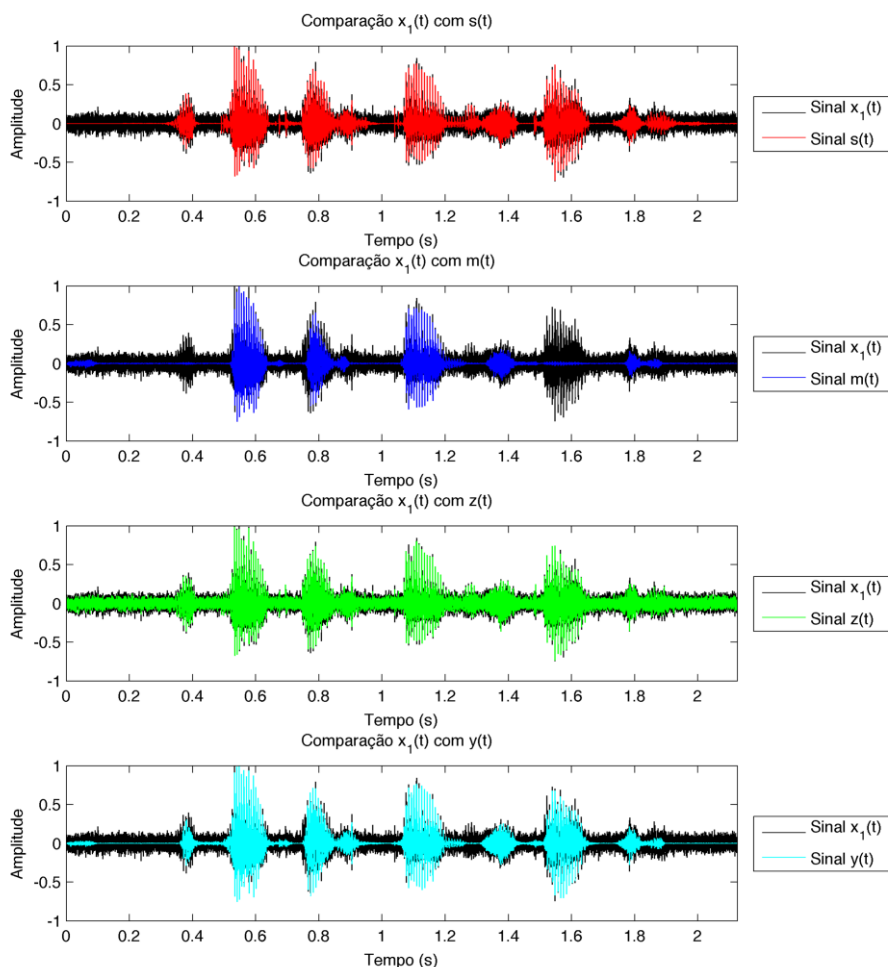 Comparação x₁(t) com s(t)
1
0.5
0
-0.5
-1
Amplitude
0 0.2 0.4 0.6 0.8 1 1.2 1.4 1.6 1.8 2
Tempo (s)
Sinal x₁(t)
Sinal s(t)
Comparação x₁(t) com m(t)
1
0.5
0
-0.5
-1
Amplitude
0 0.2 0.4 0.6 0.8 1 1.2 1.4 1.6 1.8 2
Tempo (s)
Sinal x₁(t)
Sinal m(t)
Comparação x₁(t) com z(t)
1
0.5
0
-0.5
-1
Amplitude
0 0.2 0.4 0.6 0.8 1 1.2 1.4 1.6 1.8 2
Tempo (s)
Sinal x₁(t)
Sinal z(t)
Comparação x₁(t) com y(t)
1
0.5
0
-0.5
-1
Amplitude
0 0.2 0.4 0.6 0.8 1 1.2 1.4 1.6 1.8 2
Tempo (s)
Sinal x₁(t)
Sinal y(t)